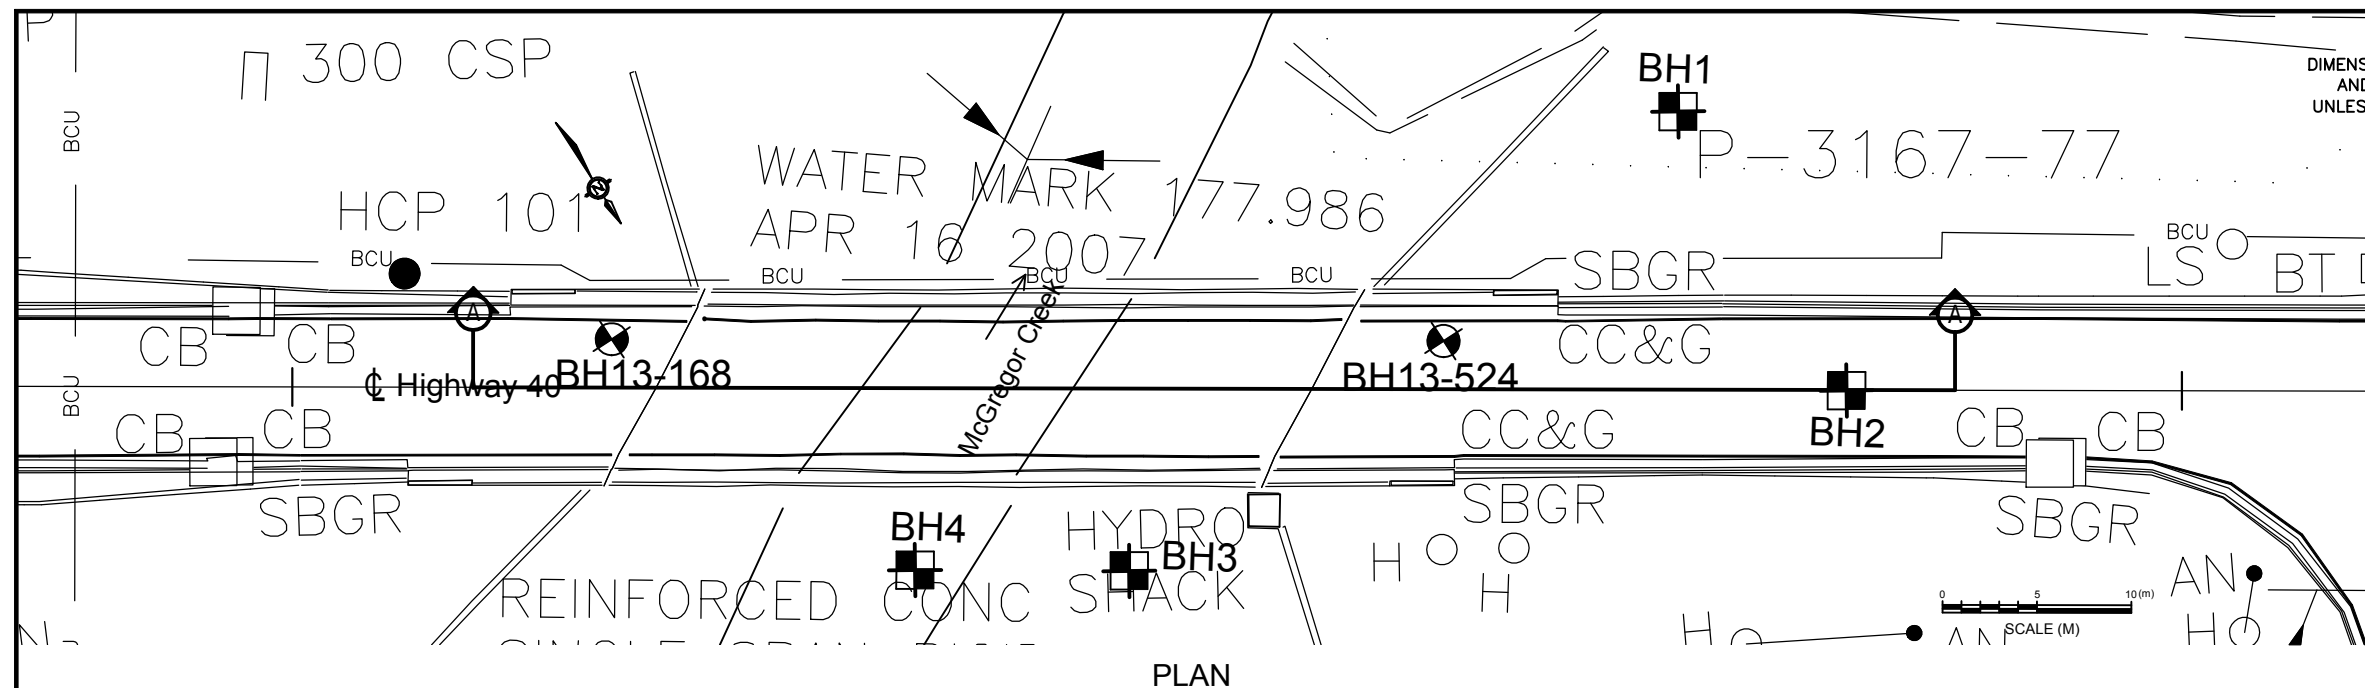 300 CSP
BH1
DIMENS
AND
UNLES
BCU
WATER MARK 177.986
P-3167-77
N
HCP 101
APR 16 2007
BCU
BCU
BCU
BCU
BCU
SBGR
LS
BT
A
A
CB
CB
CC&G
McGregor Creek
BH13-168
BH13-524
℄ Highway 40
BCU
CB
CB
CC&G
BH2
CB
CB
SBGR
SBGR
SBGR
BH4
HYDRO
BH3
SHACK
H
H
REINFORCED CONC
AN
0 5 10(m)
SCALE (M)
H
H
AN
PLAN